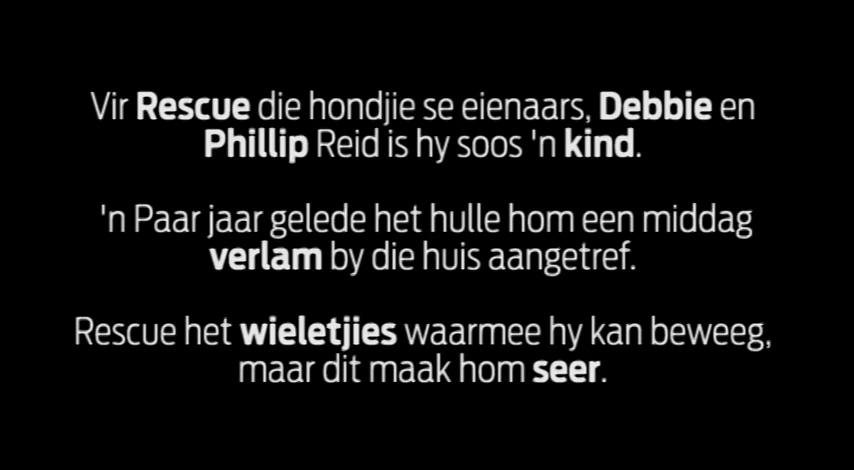 Vir Rescue die hondjie se eienaars, Debbie en
Phillip Reid is hy soos 'n kind.
'n Paar jaar gelede het hulle hom een middag
verlam by die huis aangetref.
Rescue het wieletjies waarmee hy kan beweeg,
maar dit maak hom seer.